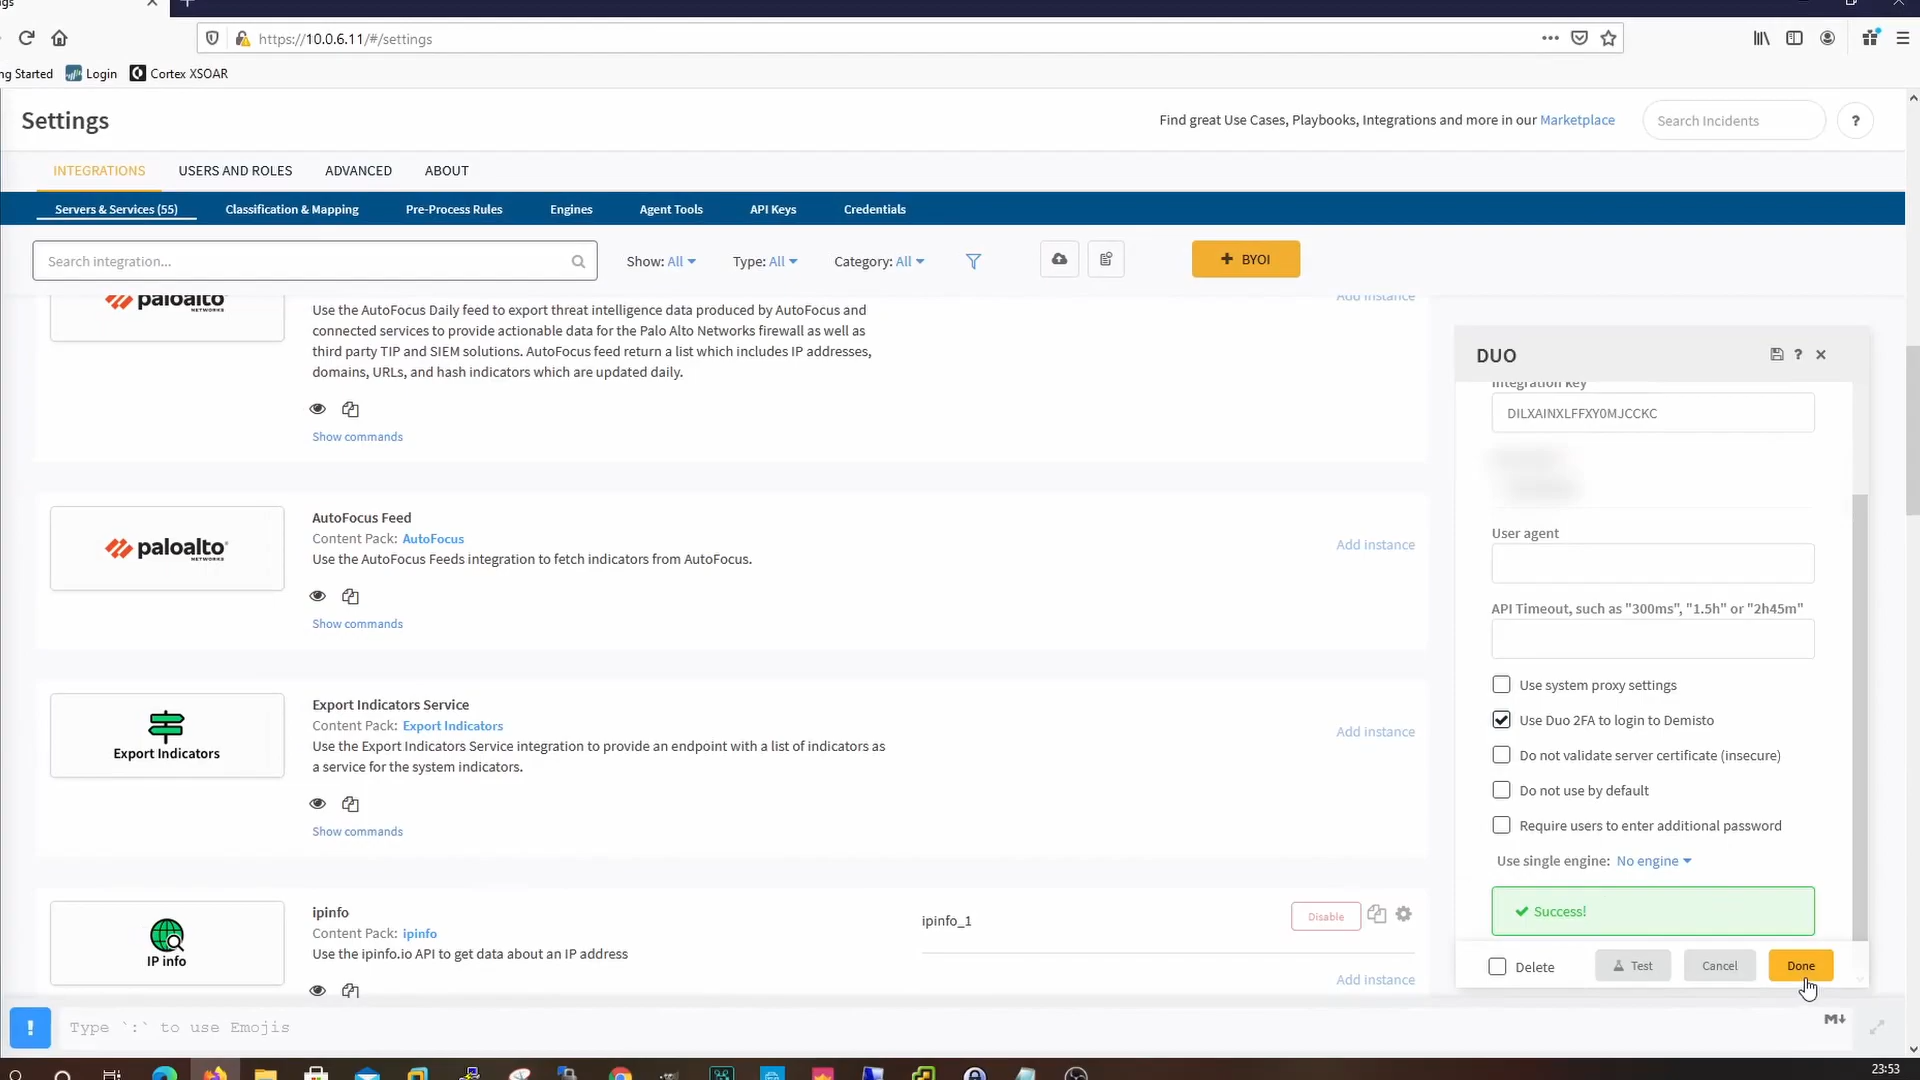 gs
https://10.0.6.11/#/settings
ng Started
Login
Cortex XSOAR
Settings
Find great Use Cases, Playbooks, Integrations and more in our Marketplace
Search Incidents
?
INTEGRATIONS
USERS AND ROLES
ADVANCED
ABOUT
Servers & Services (55)
Classification & Mapping
Pre-Process Rules
Engines
Agent Tools
API Keys
Credentials
Search integration...
Show: All
Type: All
Category: All
+ BYOI
paloalto
NETWORKS
Use the AutoFocus Daily feed to export threat intelligence data produced by AutoFocus and
connected services to provide actionable data for the Palo Alto Networks firewall as well as
third party TIP and SIEM solutions. AutoFocus feed return a list which includes IP addresses,
domains, URLs, and hash indicators which are updated daily.
Show commands
Add instance
paloalto
NETWORKS
AutoFocus Feed
Content Pack: AutoFocus
Use the AutoFocus Feeds integration to fetch indicators from AutoFocus.
Show commands
Add instance
Export Indicators
Export Indicators Service
Content Pack: Export Indicators
Use the Export Indicators Service integration to provide an endpoint with a list of indicators as
a service for the system indicators.
Show commands
Add instance
IP info
ipinfo
Content Pack: ipinfo
Use the ipinfo.io API to get data about an IP address
ipinfo_1
Disable
Add instance
DUO
?
Integration key
DILXAINXLFFXY0MJCCKC
User agent
API Timeout, such as "300ms", "1.5h" or "2h45m"
Use system proxy settings
Use Duo 2FA to login to Demisto
Do not validate server certificate (insecure)
Do not use by default
Require users to enter additional password
Use single engine: No engine
Success!
Delete
Test
Cancel
Done
!
Type `:` to use Emojis
M↓
23:53